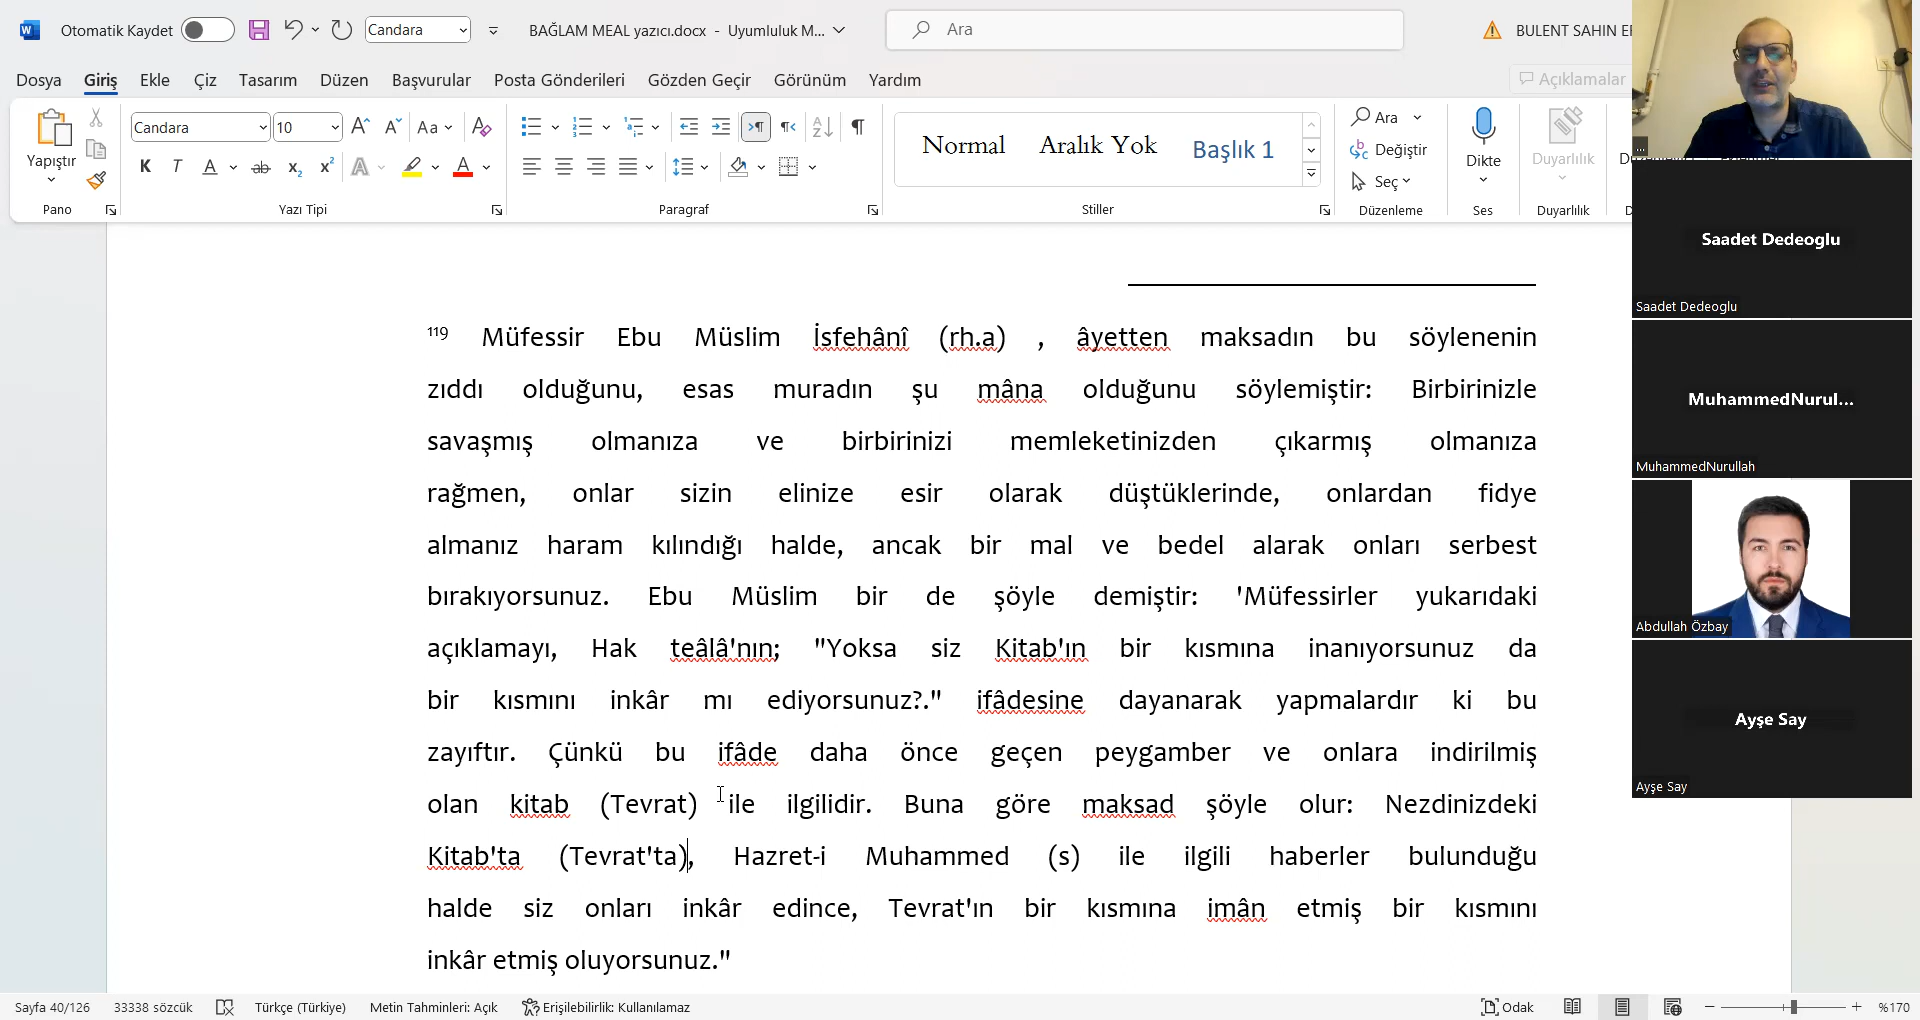 Otomatik Kaydet
Candara
BAĞLAM MEAL yazıcı.docx - Uyumluluk M...
Ara
BULENT SAHIN
Dosya Giriş Ekle Çiz Tasarım Düzen Başvurular Posta Gönderileri Gözden Geçir Görünüm Yardım
Açıklamalar
Yapıştır
Candara 10
Normal Aralık Yok Başlık 1
Ara
Değiştir
Seç
Dikte
Duyarlılık
Pano Yazı Tipi Paragraf Stiller Düzenleme Ses Duyarlılık
119 Müfessir Ebu Müslim İsfehânî (rh.a) , âyetten maksadın bu söylenenin
zıddı olduğunu, esas muradın şu mâna olduğunu söylemiştir: Birbirinizle
savaşmış olmanıza ve birbirinizi memleketinizden çıkarmış olmanıza
rağmen, onlar sizin elinize esir olarak düştüklerinde, onlardan fidye
almanız haram kılındığı halde, ancak bir mal ve bedel alarak onları serbest
bırakıyorsunuz. Ebu Müslim bir de şöyle demiştir: 'Müfessirler yukarıdaki
açıklamayı, Hak teâlâ'nın; "Yoksa siz Kitab'ın bir kısmına inanıyorsunuz da
bir kısmını inkâr mı ediyorsunuz?." ifâdesine dayanarak yapmalardır ki bu
zayıftır. Çünkü bu ifâde daha önce geçen peygamber ve onlara indirilmiş
olan kitab (Tevrat) ile ilgilidir. Buna göre maksad şöyle olur: Nezdinizdeki
Kitab'ta (Tevrat'ta), Hazret-i Muhammed (s) ile ilgili haberler bulunduğu
halde siz onları inkâr edince, Tevrat'ın bir kısmına imân etmiş bir kısmını
inkâr etmiş oluyorsunuz."
Saadet Dedeoglu
Saadet Dedeoglu
MuhammedNurul...
MuhammedNurullah
Abdullah Özbay
Ayşe Say
Ayşe Say
Sayfa 40/126 33338 sözcük Türkçe (Türkiye) Metin Tahminleri: Açık Erişilebilirlik: Kullanılamaz Odak %170